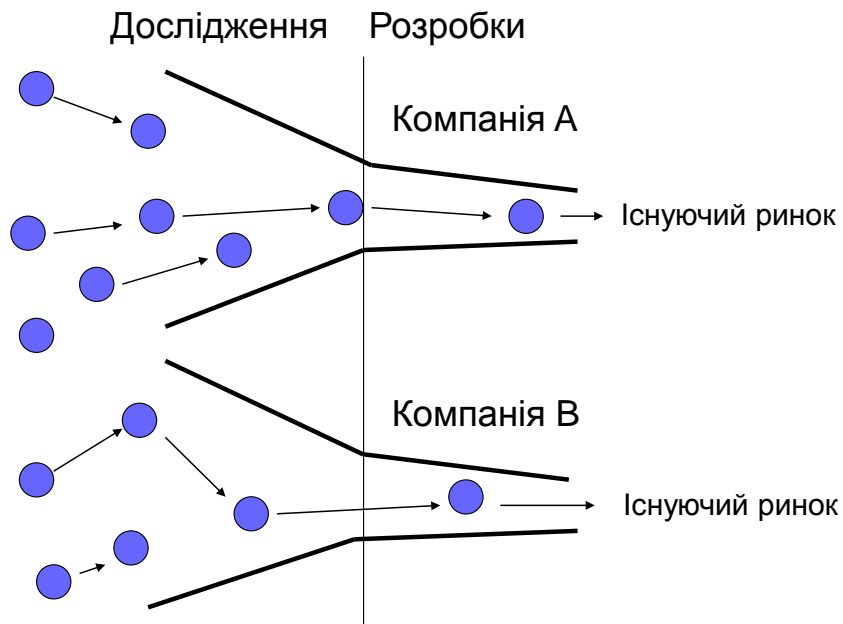 Дослідження Розробки
Компанія А
Існуючий ринок
Компанія В
Існуючий ринок